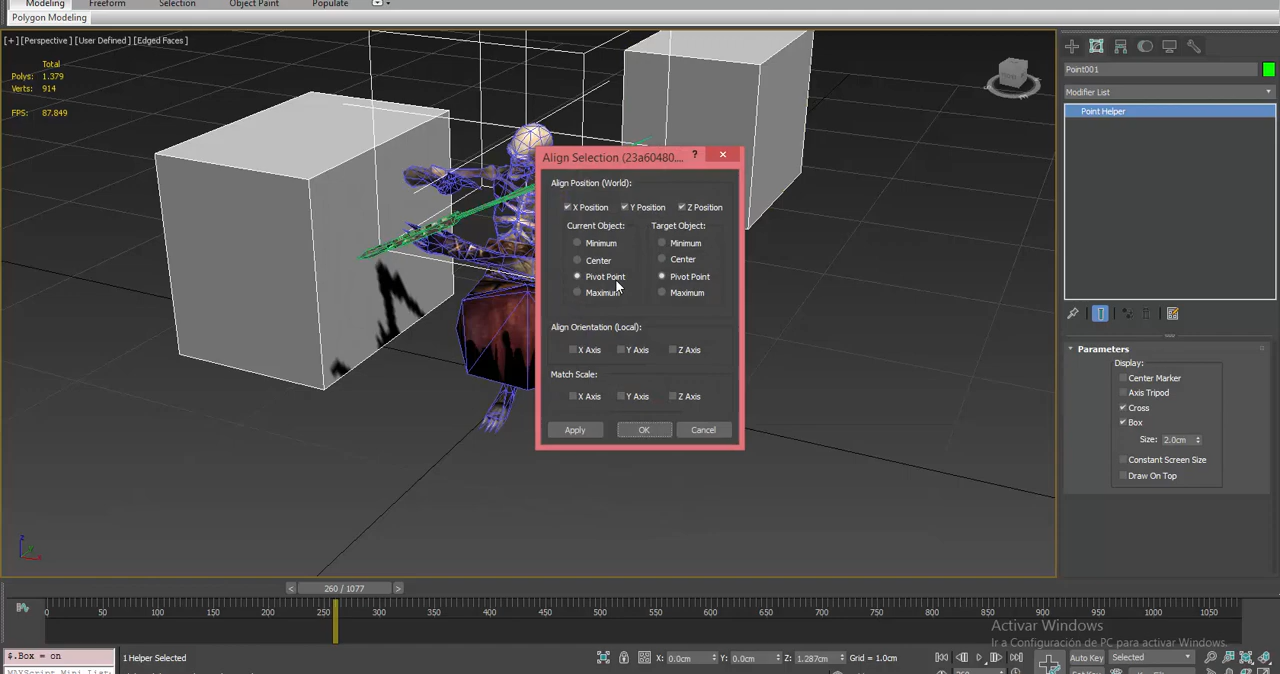 Modeling Freeform Selection Object Paint Populate
Polygon Modeling
[+] [Perspective] [User Defined] [Edged Faces]
Total
Polys: 1.379
Verts: 914
FPS: 87.849
Align Selection (23a60480....
?
Align Position (World):
X Position Y Position Z Position
Current Object: Target Object:
Minimum Minimum
Center Center
Pivot Point Pivot Point
Maximum Maximum
Align Orientation (Local):
X Axis Y Axis Z Axis
Match Scale:
X Axis Y Axis Z Axis
Apply OK Cancel
Point001
Modifier List
Point Helper
Parameters
Display:
Center Marker
Axis Tripod
Cross
Box
Size: 2.0cm
Constant Screen Size
Draw On Top
< 260 / 1077 >
0 50 100 150 200 250 300 350 400 450 500 550 600 650 700 750 800 850 900 950 1000 1050
Activar Windows
Ir a Configuración de PC para activar Windows.
$.Box = on
1 Helper Selected
X: 0.0cm Y: 0.0cm Z: 1.287cm Grid = 1.0cm
Auto Key Selected
MAXScript Mini List
260